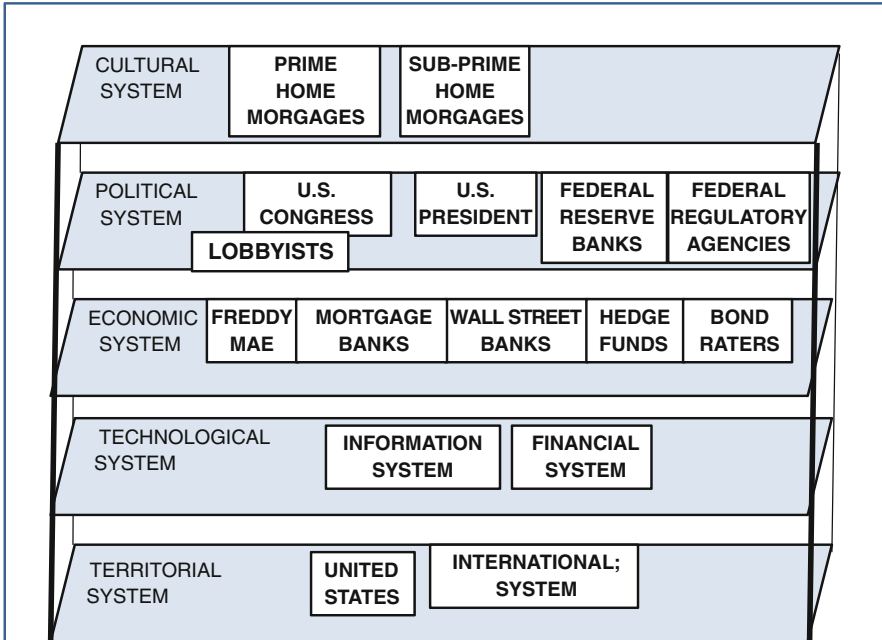 CULTURAL
SYSTEM
PRIME
HOME
MORGAGES
SUB-PRIME
HOME
MORGAGES
POLITICAL
SYSTEM
U.S.
CONGRESS
LOBBYISTS
U.S.
PRESIDENT
FEDERAL
RESERVE
BANKS
FEDERAL
REGULATORY
AGENCIES
ECONOMIC
SYSTEM
FREDDY
MAE
MORTGAGE
BANKS
WALL STREET
BANKS
HEDGE
FUNDS
BOND
RATERS
TECHNOLOGICAL
SYSTEM
INFORMATION
SYSTEM
FINANCIAL
SYSTEM
TERRITORIAL
SYSTEM
UNITED
STATES
INTERNATIONAL;
SYSTEM